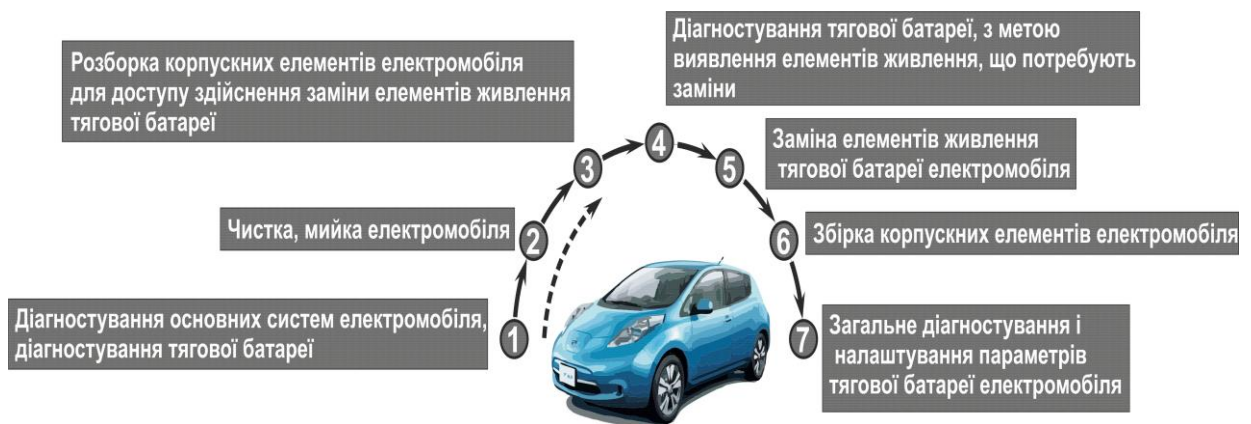 Діагностування основних систем електромобіля,
діагностування тягової батареї
1
Чистка, мийка електромобіля
2
Розборка корпускних елементів електромобіля
для доступу здійснення заміни елементів живлення
тягової батареї
3
Діагностування тягової батареї, з метою
виявлення елементів живлення, що потребують
заміни
4
Заміна елементів живлення
тягової батареї електромобіля
5
Збірка корпускних елементів електромобіля
6
Загальне діагностування і
налаштування параметрів
тягової батареї електромобіля
7